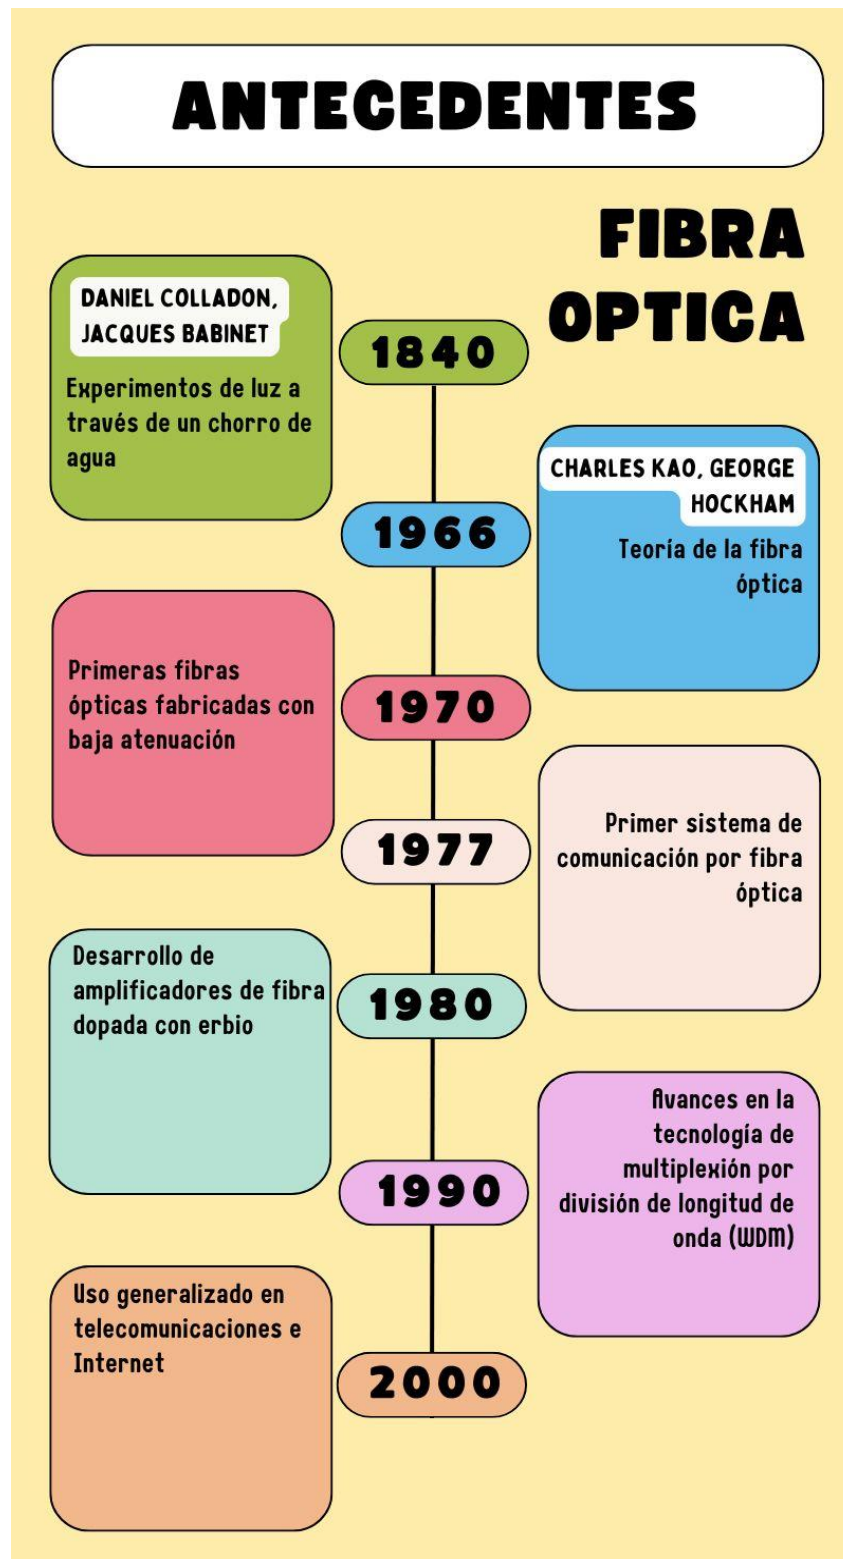 ANTECEDENTES
FIBRA
OPTICA
DANIEL COLLADON,
JACQUES BABINET
Experimentos de luz a
través de un chorro de
agua
1840
1966
CHARLES KAO, GEORGE
HOCKHAM
Teoría de la fibra
óptica
Primeras fibras
ópticas fabricadas con
baja atenuación
1970
1977
Primer sistema de
comunicación por fibra
óptica
Desarrollo de
amplificadores de fibra
dopada con erbio
1980
1990
Avances en la
tecnología de
multiplexión por
división de longitud de
onda (WDM)
Uso generalizado en
telecomunicaciones e
Internet
2000